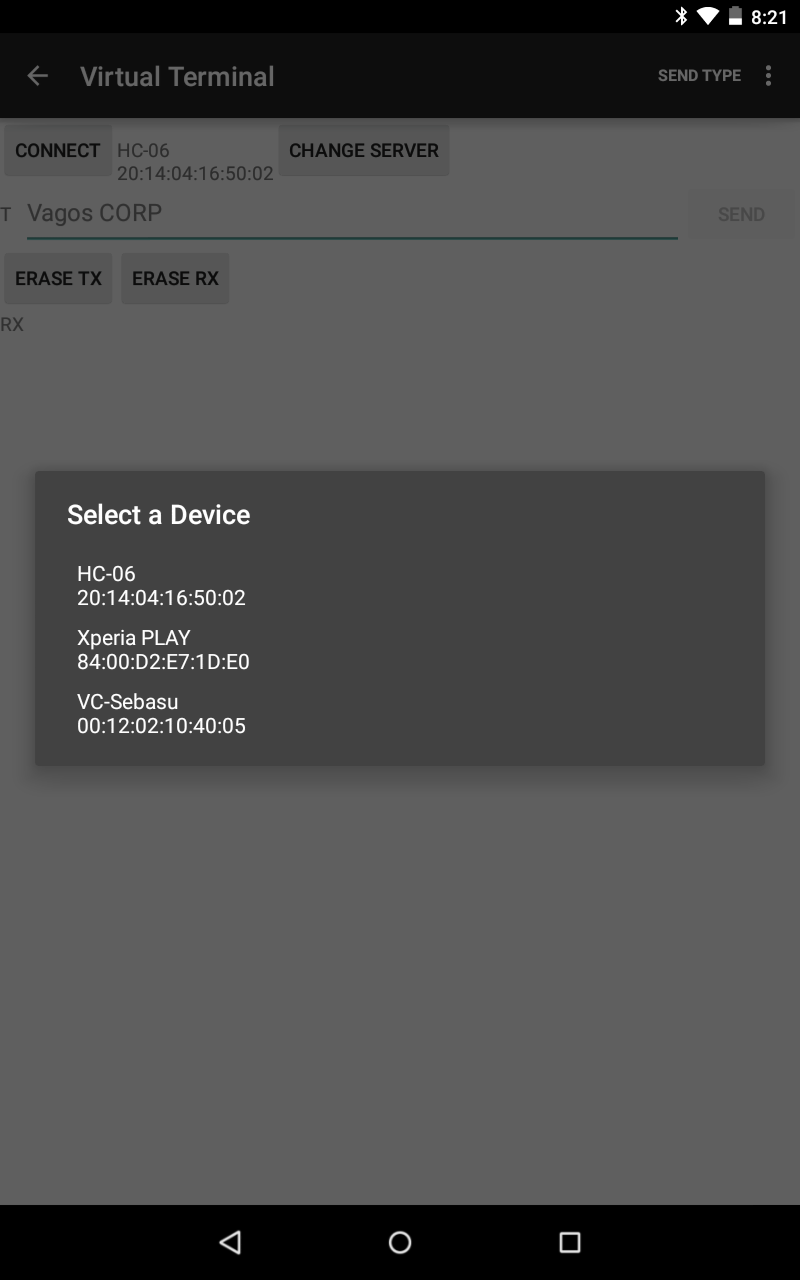 8:21
Virtual Terminal
SEND TYPE
CONNECT
HC-06
20:14:04:16:50:02
CHANGE SERVER
T
Vagos CORP
SEND
ERASE TX
ERASE RX
RX
Select a Device
HC-06
20:14:04:16:50:02
Xperia PLAY
84:00:D2:E7:1D:E0
VC-Sebasu
00:12:02:10:40:05